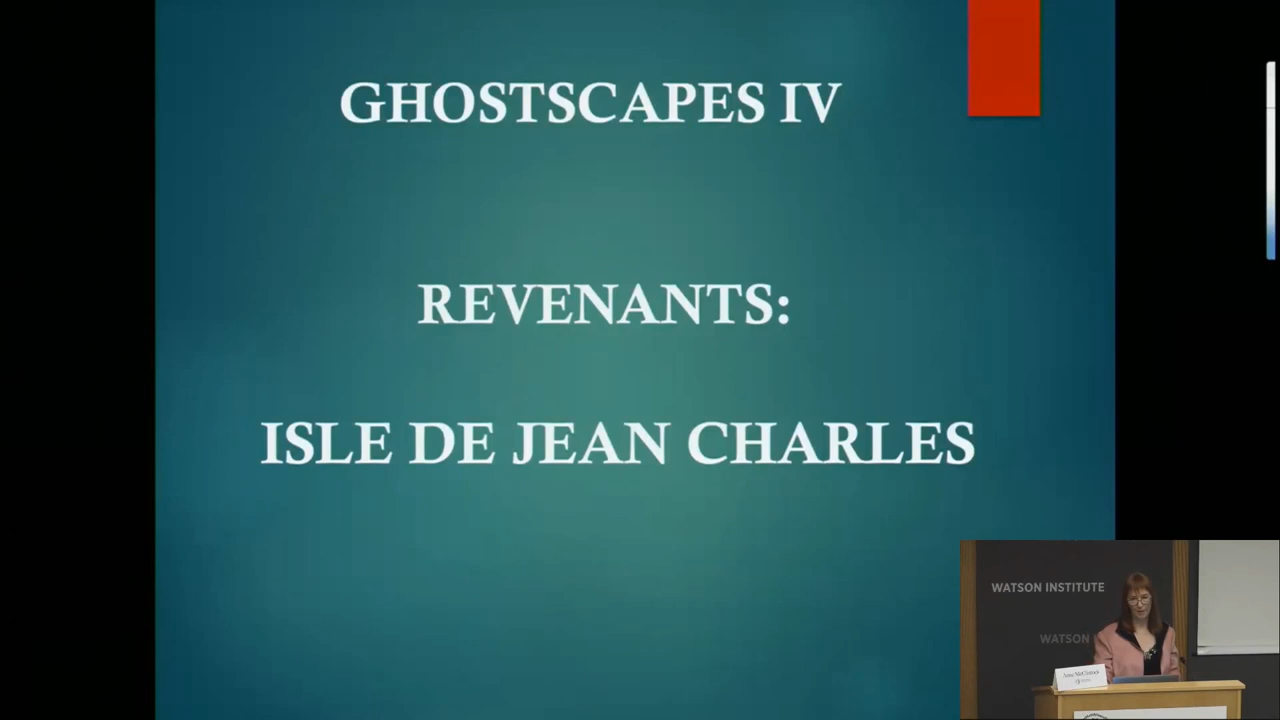 GHOSTSCAPES IV
REVENANTS:
ISLE DE JEAN CHARLES
WATSON INSTITUTE
WATSON